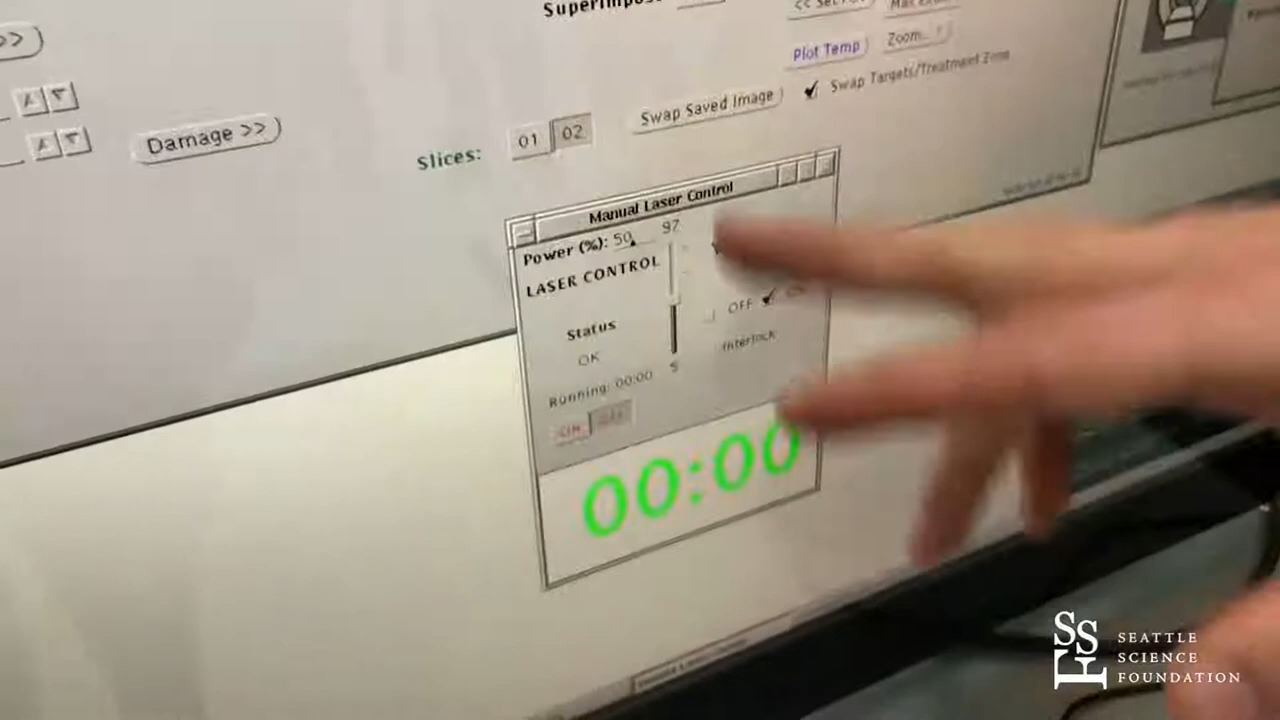 >>
Plot Temp
Zoom..
Swap Saved Image
Swap Targets/Treatment Zone
Damage >>
Slices: 01 02
Manual Laser Control
Power (%): 50 97
LASER CONTROL
OFF
Status
OK
Interlock
Running: 00:00 5
00:00
SEATTLE
SCIENCE
FOUNDATION